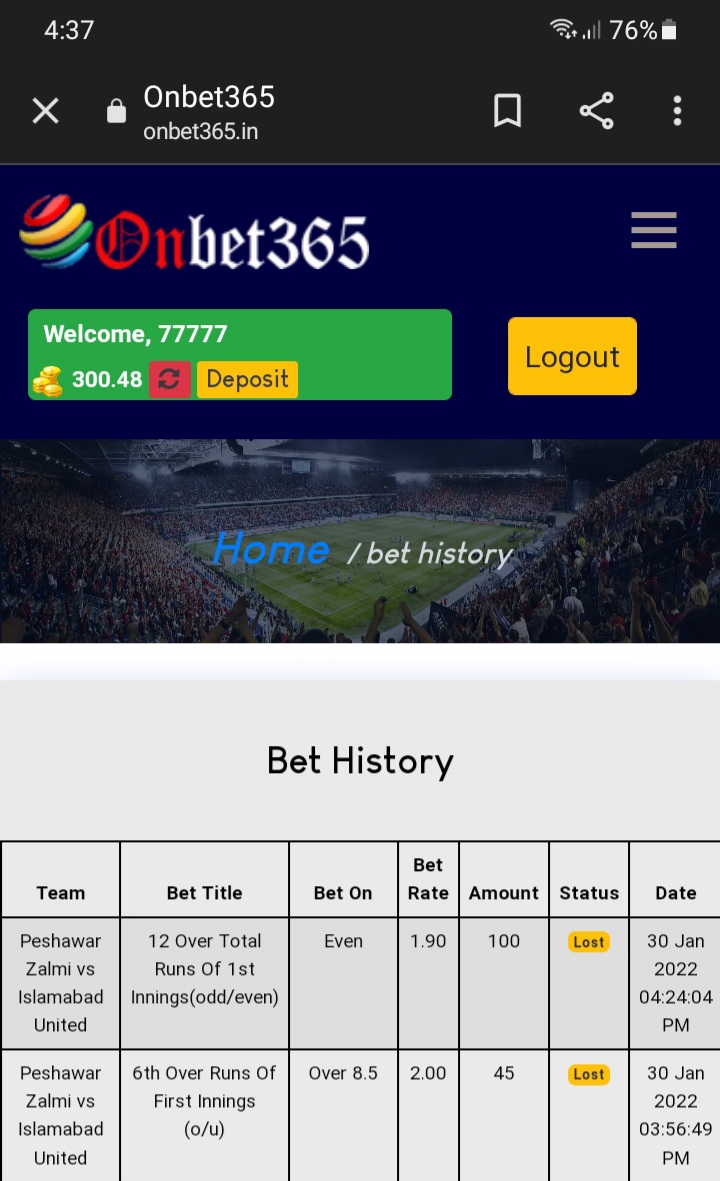 4:37
76%
Onbet365
onbet365.in
Onbet365
Welcome, 77777
300.48 Deposit
Logout
Home / bet history
Bet History
Team Bet Title Bet On Bet Rate Amount Status Date
Peshawar Zalmi vs Islamabad United 12 Over Total Runs Of 1st Innings(odd/even) Even 1.90 100 Lost 30 Jan 2022 04:24:04 PM
Peshawar Zalmi vs Islamabad United 6th Over Runs Of First Innings (o/u) Over 8.5 2.00 45 Lost 30 Jan 2022 03:56:49 PM